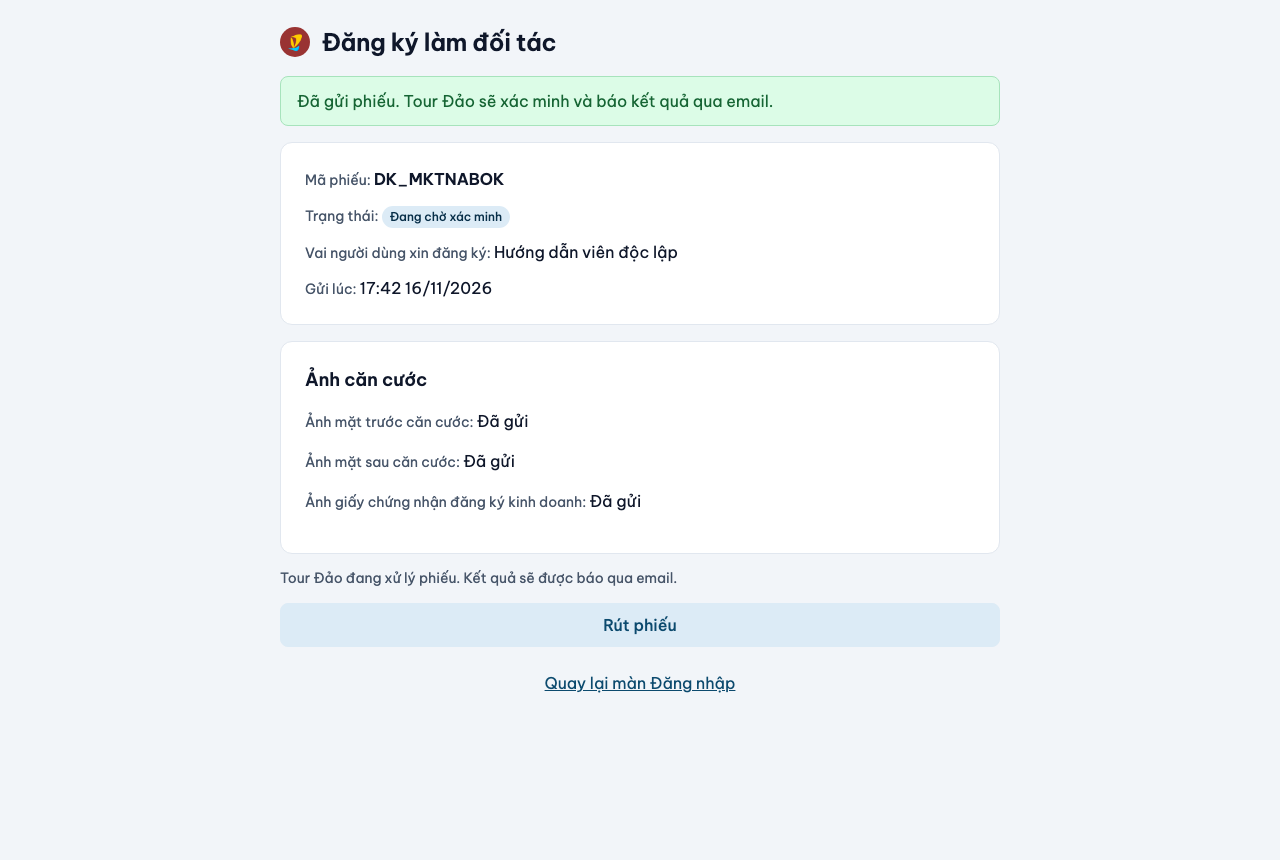 Đăng ký làm đối tác
Đã gửi phiếu. Tour Đảo sẽ xác minh và báo kết quả qua email.
Mã phiếu: DK_MKTNABOK
Trạng thái: Đang chờ xác minh
Vai người dùng xin đăng ký: Hướng dẫn viên độc lập
Gửi lúc: 17:42 16/11/2026
Ảnh căn cước
Ảnh mặt trước căn cước: Đã gửi
Ảnh mặt sau căn cước: Đã gửi
Ảnh giấy chứng nhận đăng ký kinh doanh: Đã gửi
Tour Đảo đang xử lý phiếu. Kết quả sẽ được báo qua email.
Rút phiếu
Quay lại màn Đăng nhập